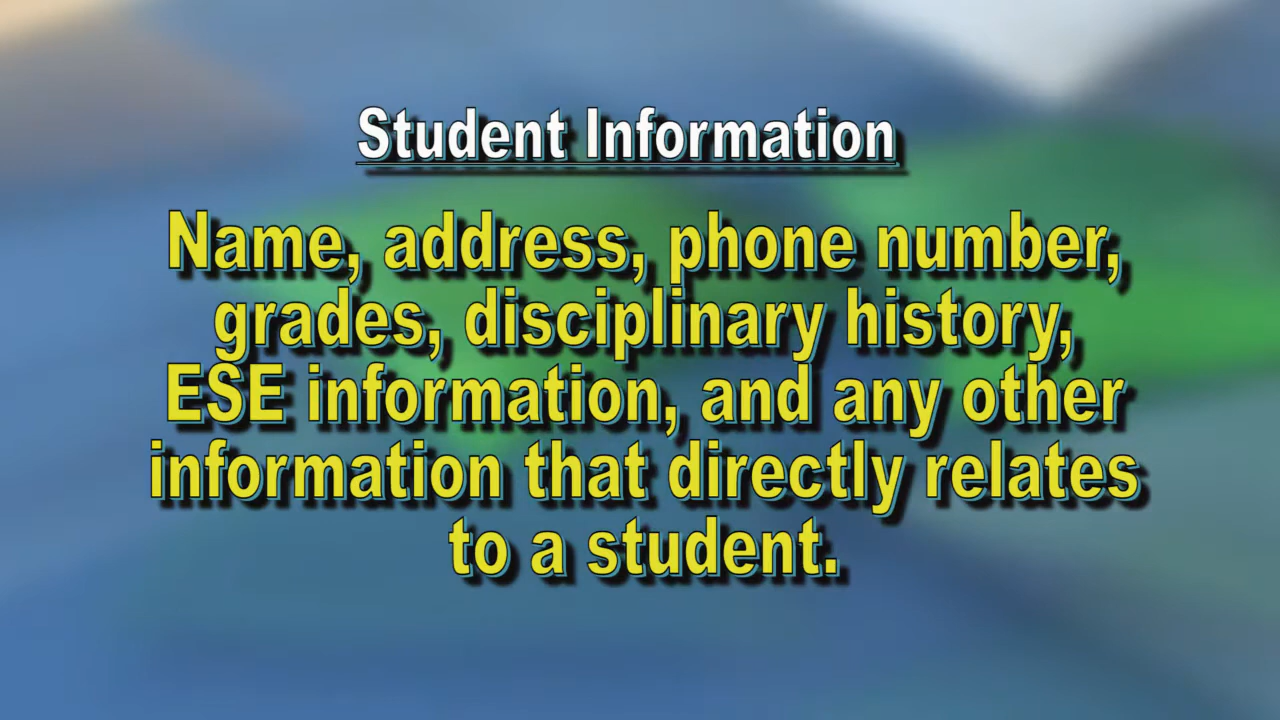 Student Information
Name, address, phone number,
grades, disciplinary history,
ESE information, and any other
information that directly relates
to a student.